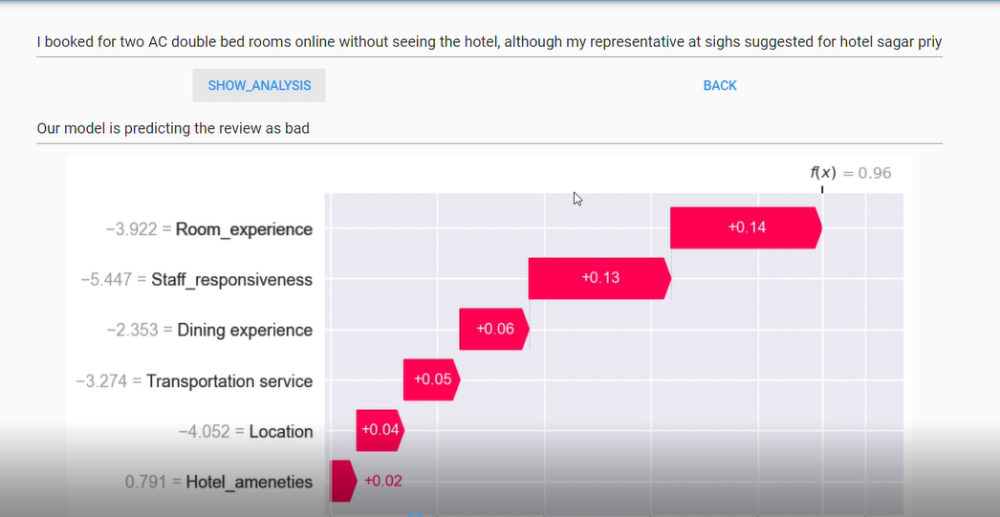 I booked for two AC double bed rooms online without seeing the hotel, although my representative at sighs suggested for hotel sagar priy
SHOW_ANALYSIS BACK
Our model is predicting the review as bad
f(x) = 0.96
−3.922 = Room_experience +0.14
−5.447 = Staff_responsiveness +0.13
−2.353 = Dining experience +0.06
−3.274 = Transportation service +0.05
−4.052 = Location +0.04
0.791 = Hotel_ameneties +0.02